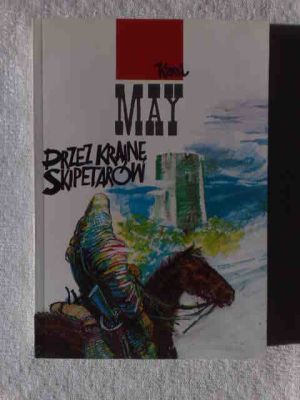 Karol
MAY
PRZEZ KRAINĘ
SKIPETARÓW